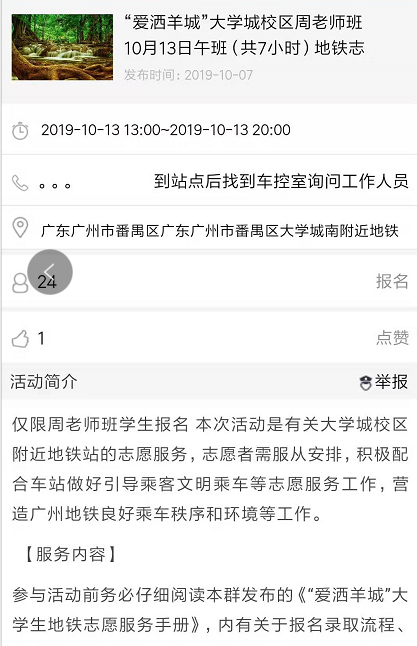 “爱洒羊城”大学城校区周老师班
10月13日午班（共7小时）地铁志
发布时间：2019-10-07
2019-10-13 13:00~2019-10-13 20:00
。。。 到站点后找到车控室询问工作人员
广东广州市番禺区广东广州市番禺区大学城南附近地铁
24 报名
1 点赞
活动简介 举报
仅限周老师班学生报名 本次活动是有关大学城校区
附近地铁站的志愿服务，志愿者需服从安排，积极配
合车站做好引导乘客文明乘车等志愿服务工作，营
造广州地铁良好乘车秩序和环境等工作。
【服务内容】
参与活动前务必仔细阅读本群发布的《“爱洒羊城”大
学生地铁志愿服务手册》，内有关于报名录取流程、